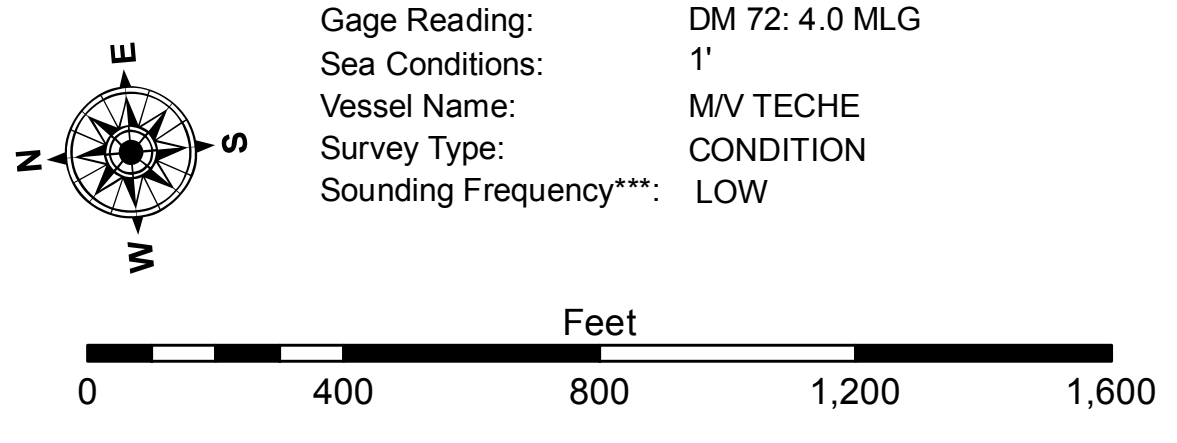 Gage Reading: DM 72: 4.0 MLG
Sea Conditions: 1'
Vessel Name: M/V TECHE
Survey Type: CONDITION
Sounding Frequency***: LOW
E
N
S
W
Feet
0 400 800 1,200 1,600